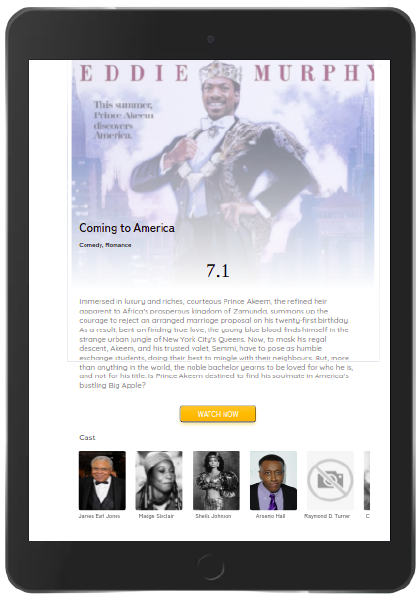 EDDIE MURPHY
This summer,
Prince Akeem
discovers
America.
Coming to America
Comedy, Romance
7.1
Immersed in luxury and riches, courteous Prince Akeem, the refined heir
apparent to Africa's prosperous kingdom of Zamunda, summons up the
courage to reject an arranged marriage proposal on his twenty-first birthday.
As a result, bent on finding true love, the young blue blood finds himself in the
strange urban jungle of New York City's Queens. Now, to mask his regal
descent, Akeem, and his trusted valet, Semmi, have to pose as humble
exchange students, doing their best to mingle with their neighbours. But, more
than anything in the world, the noble bachelor yearns to be loved for who he is,
and not for his title. Is Prince Akeem destined to find his soulmate in America's
bustling Big Apple?
WATCH NOW
Cast
James Earl Jones Madge Sinclair Sheila Johnson Arsenio Hall Raymond D. Turner C